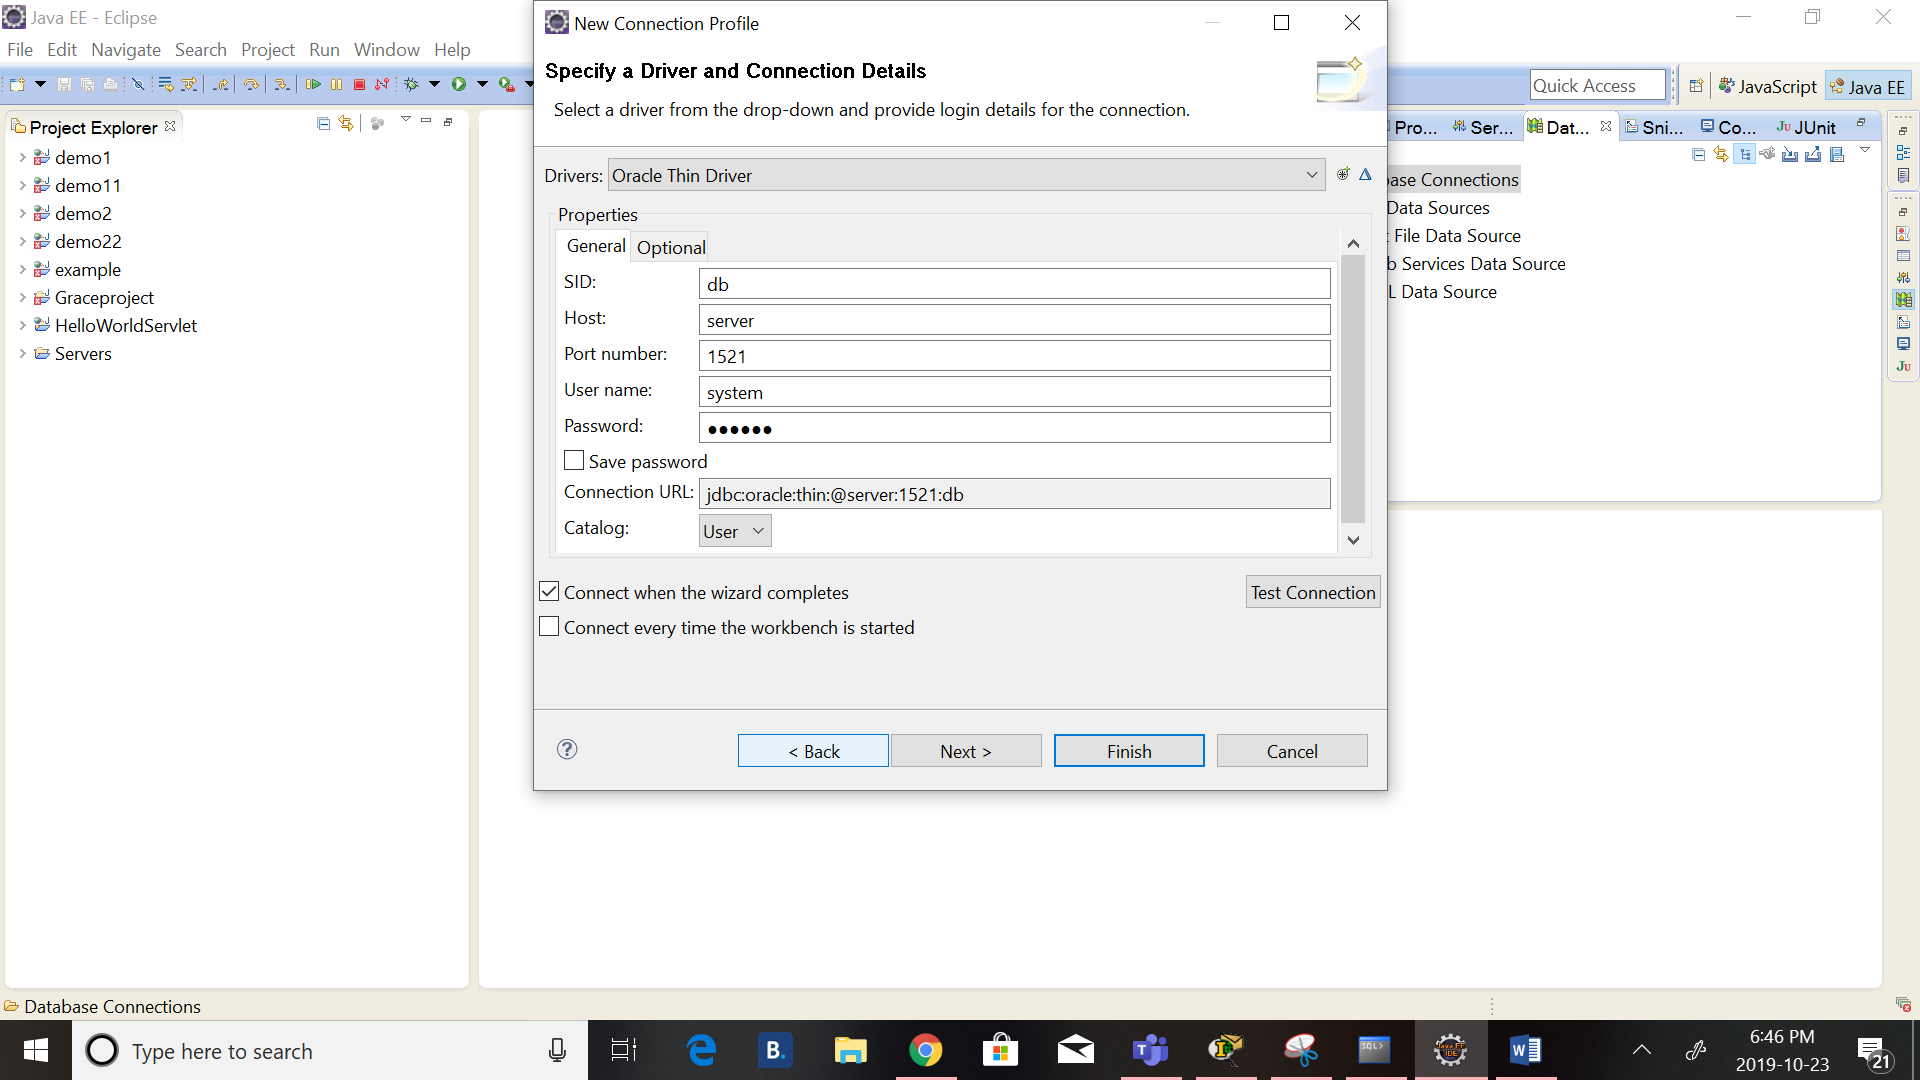 Java EE - Eclipse
File Edit Navigate Search Project Run Window Help
Quick Access
JavaScript
Java EE
Project Explorer
demo1
demo11
demo2
demo22
example
Graceproject
HelloWorldServlet
Servers
New Connection Profile
Specify a Driver and Connection Details
Select a driver from the drop-down and provide login details for the connection.
Drivers: Oracle Thin Driver
Properties
General Optional
SID: db
Host: server
Port number: 1521
User name: system
Password: ●●●●●●
Save password
Connection URL: jdbc:oracle:thin:@server:1521:db
Catalog: User
Connect when the wizard completes
Test Connection
Connect every time the workbench is started
< Back Next > Finish Cancel
Pro... Ser... Dat... Sni... Co... JUnit
ase Connections
Data Sources
File Data Source
b Services Data Source
L Data Source
Database Connections
Type here to search
6:46 PM
2019-10-23
21